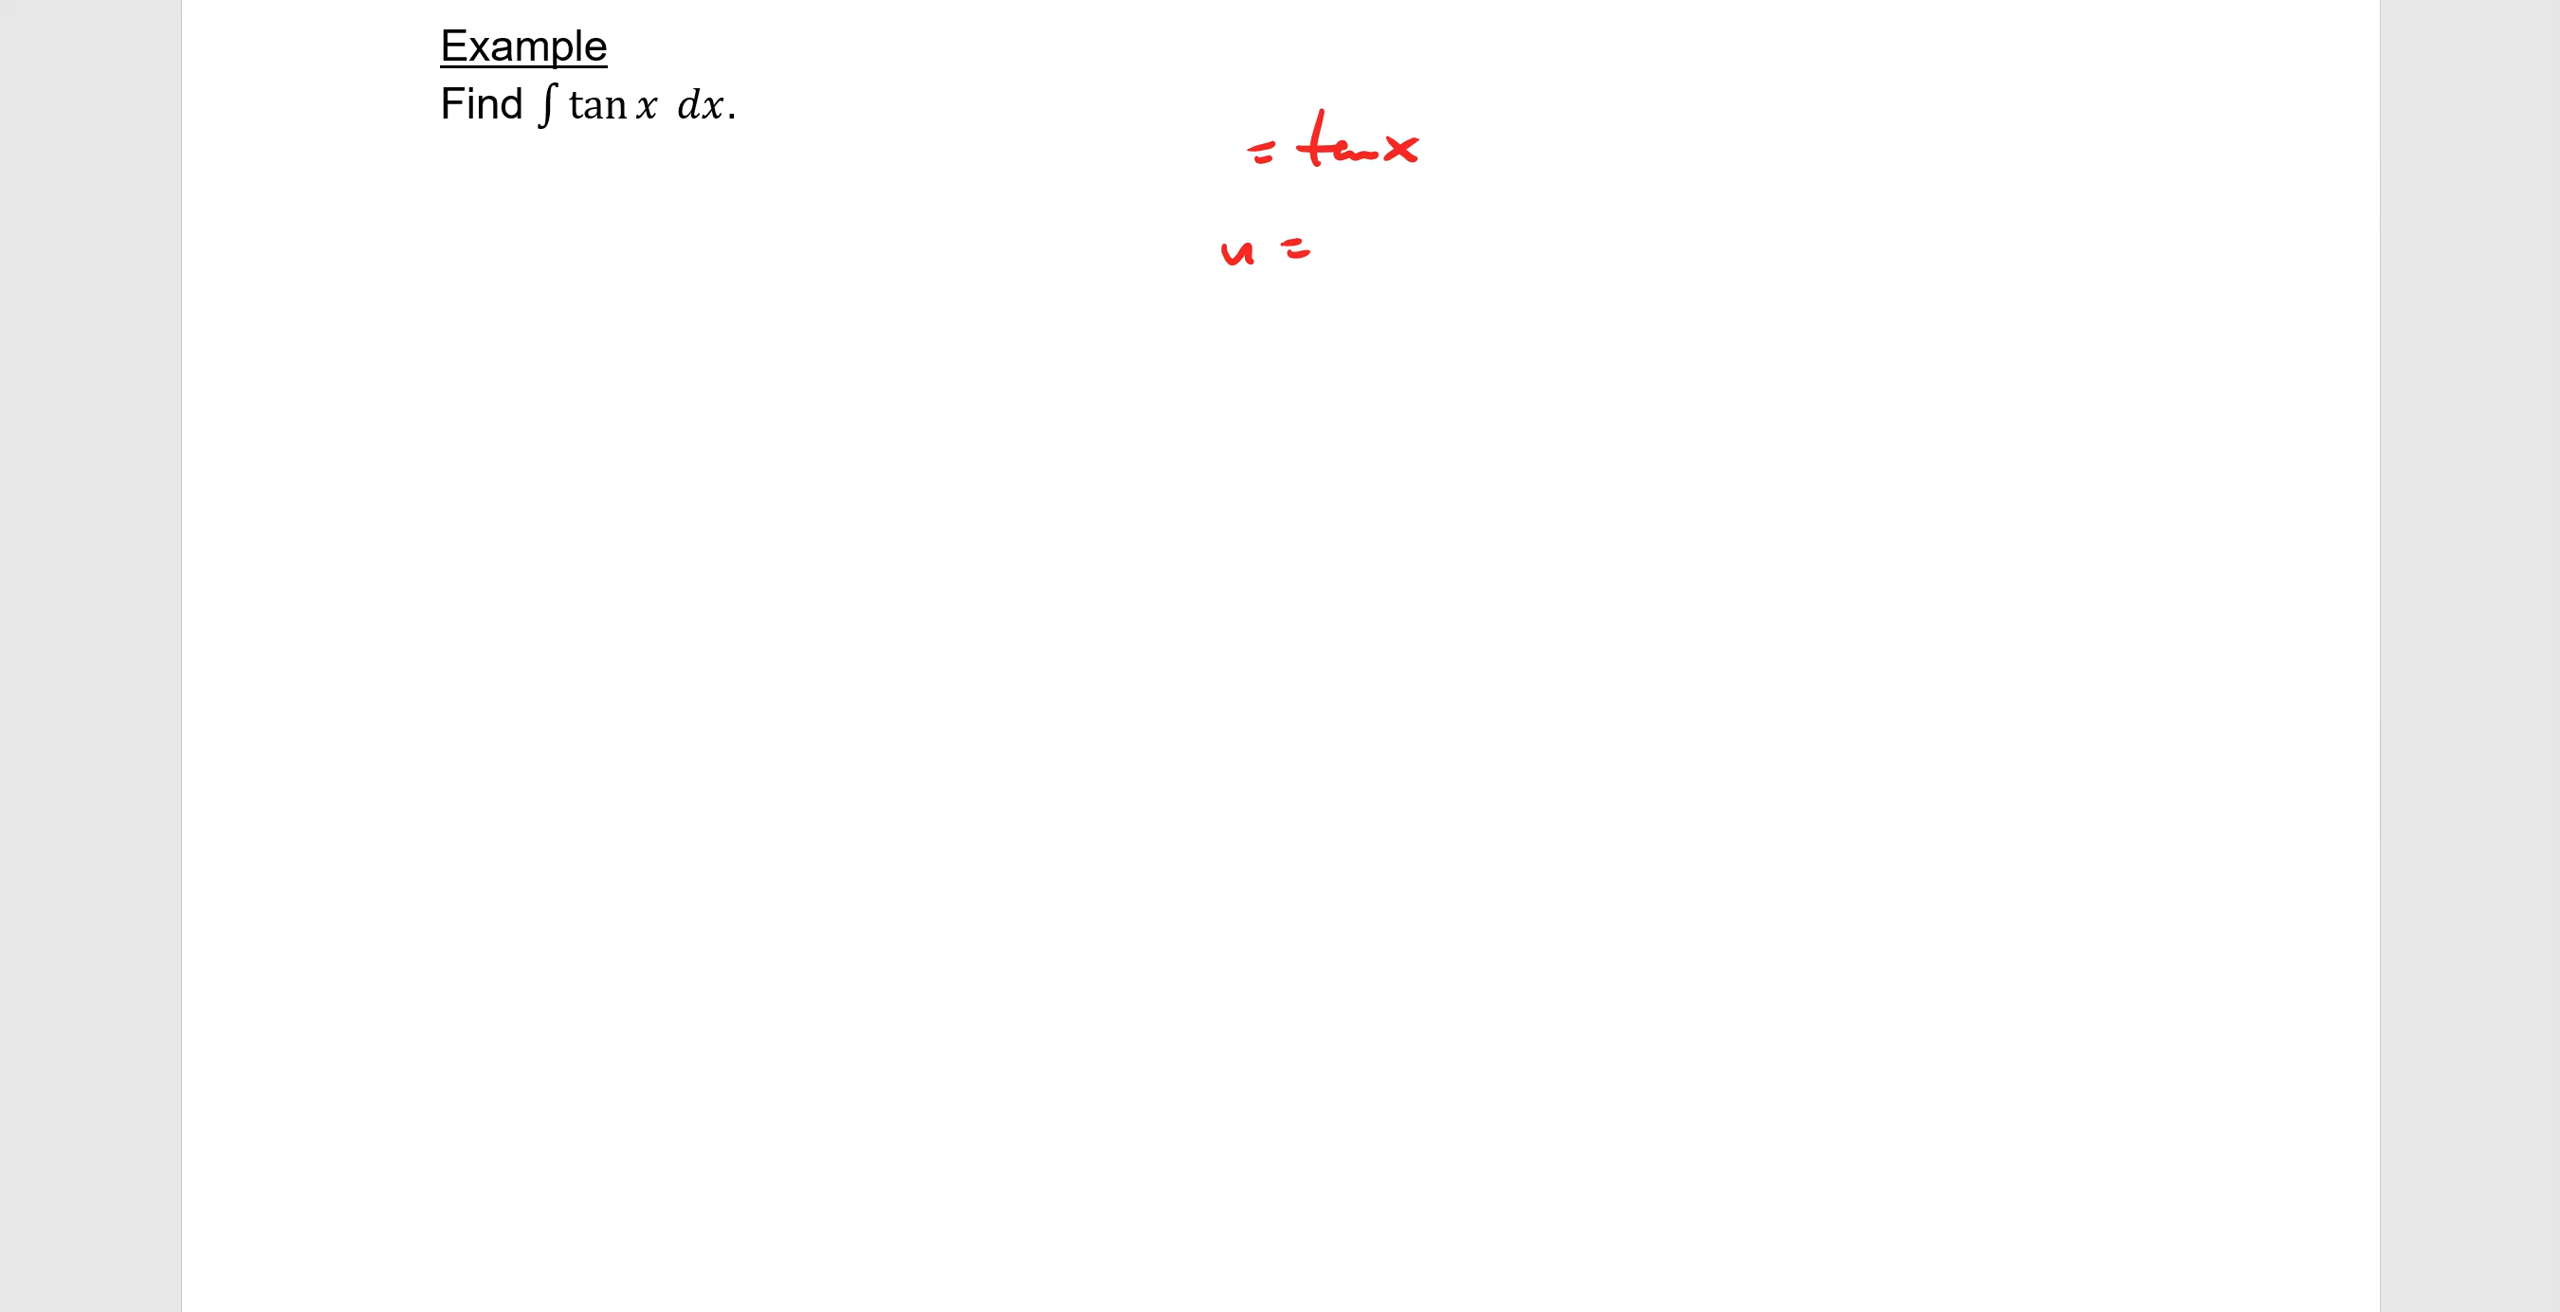 Example
Find ∫ tan x dx.
= tan x
u =